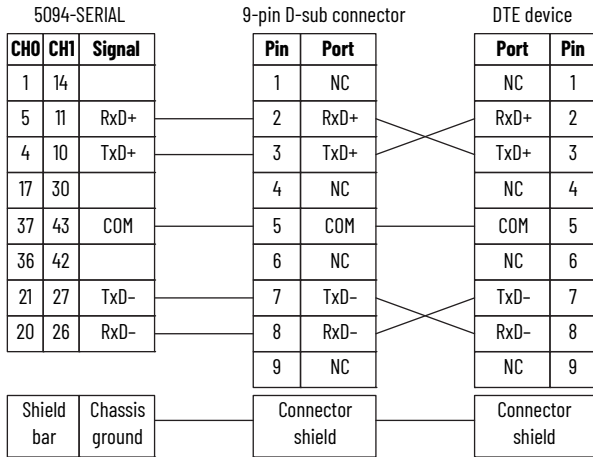 5094-SERIAL 9-pin D-sub connector DTE device
CH0 CH1 Signal Pin Port Port Pin
1 14 1 NC NC 1
5 11 RxD+ 2 RxD+ RxD+ 2
4 10 TxD+ 3 TxD+ TxD+ 3
17 30 4 NC NC 4
37 43 COM 5 COM COM 5
36 42 6 NC NC 6
21 27 TxD– 7 TxD– TxD– 7
20 26 RxD– 8 RxD– RxD– 8
9 NC NC 9
Shield Chassis Connector Connector
bar ground shield shield